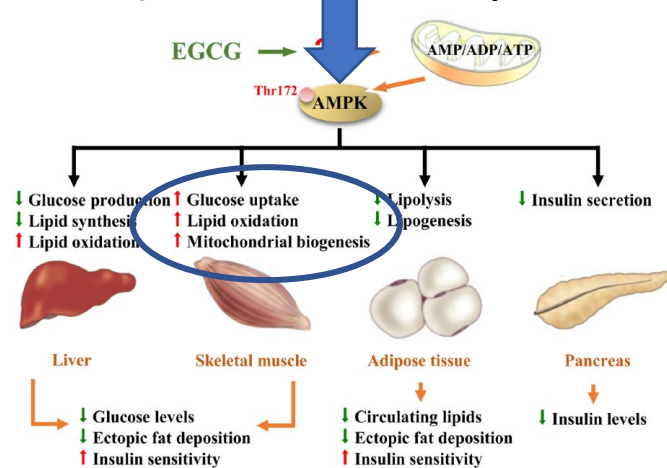 EGCG
AMP/ADP/ATP
Thr172
AMPK
Glucose production
Lipid synthesis
Lipid oxidation
Glucose uptake
Lipid oxidation
Mitochondrial biogenesis
Lipolysis
Lipogenesis
Insulin secretion
Liver
Skeletal muscle
Adipose tissue
Pancreas
Glucose levels
Ectopic fat deposition
Insulin sensitivity
Circulating lipids
Ectopic fat deposition
Insulin sensitivity
Insulin levels